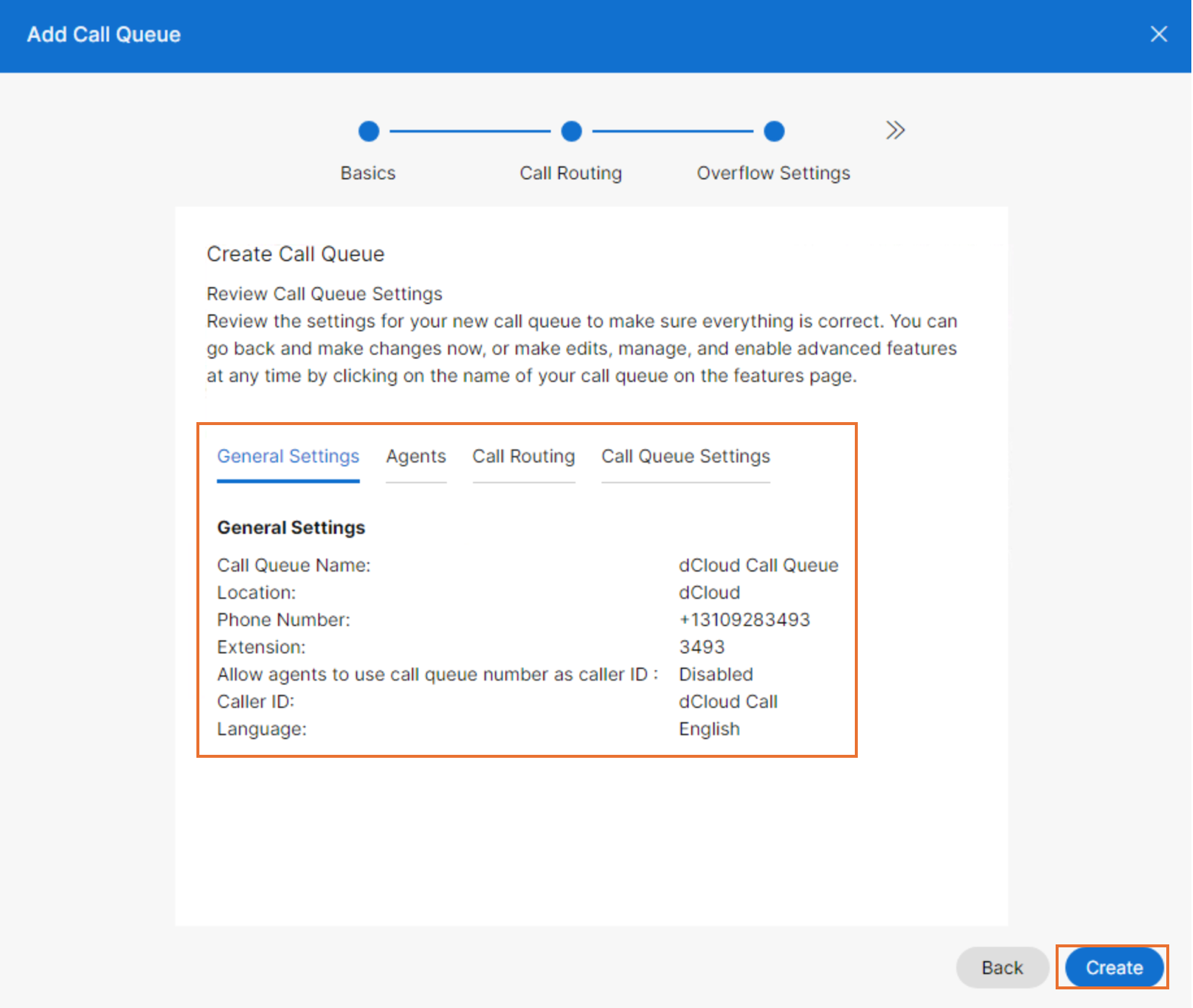 Add Call Queue
Basics
Call Routing
Overflow Settings
Create Call Queue
Review Call Queue Settings
Review the settings for your new call queue to make sure everything is correct. You can
go back and make changes now, or make edits, manage, and enable advanced features
at any time by clicking on the name of your call queue on the features page.
General Settings
Agents
Call Routing
Call Queue Settings
General Settings
Call Queue Name: dCloud Call Queue
Location: dCloud
Phone Number: +13109283493
Extension: 3493
Allow agents to use call queue number as caller ID : Disabled
Caller ID: dCloud Call
Language: English
Back
Create